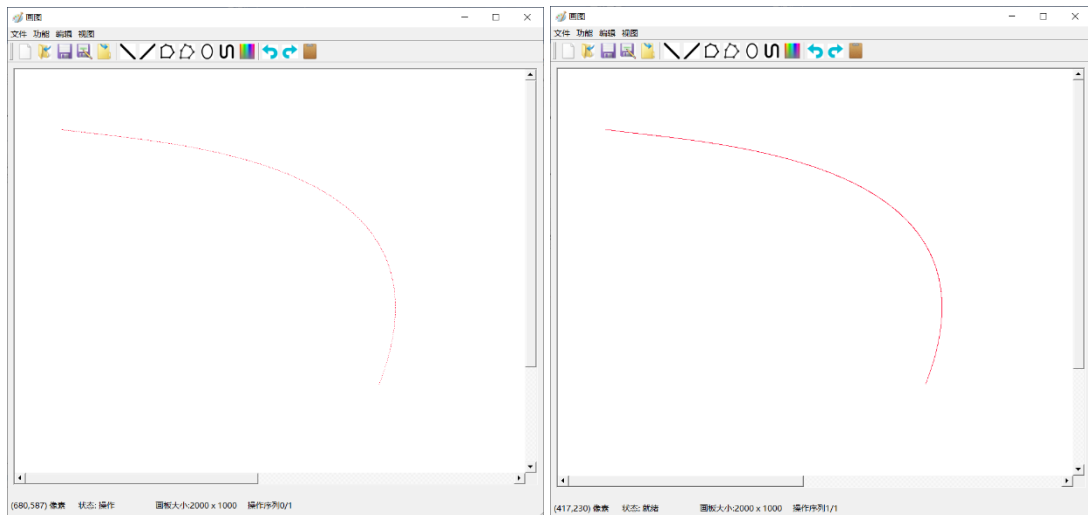 画图
文件 功能 编辑 视图
(680,587) 像素 状态: 操作 画板大小:2000 x 1000 操作序列0/1
画图
文件 功能 编辑 视图
(417,230) 像素 状态: 就绪 画板大小:2000 x 1000 操作序列1/1